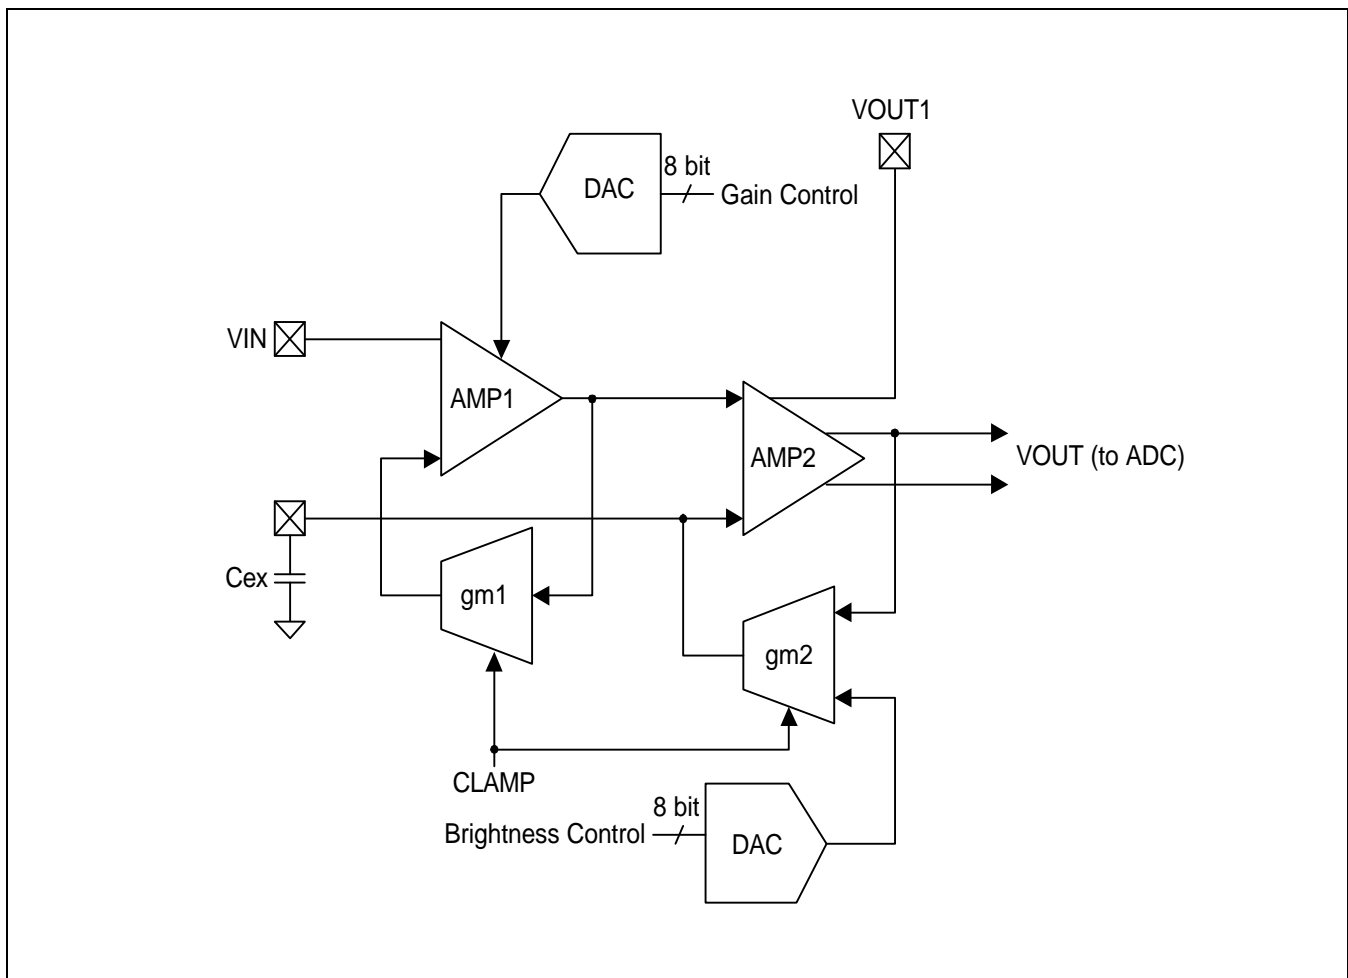 VOUT1
8 bit
DAC
Gain Control
VIN
AMP1
AMP2
VOUT (to ADC)
Cex
gm1
gm2
CLAMP
8 bit
Brightness Control
DAC